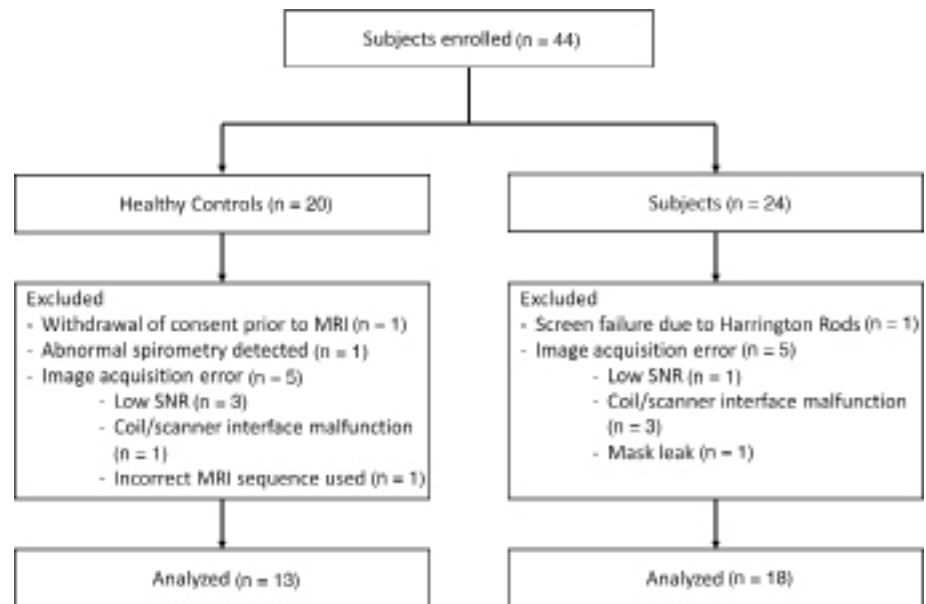 Subjects enrolled (n = 44)
Healthy Controls (n = 20)
Subjects (n = 24)
Excluded
- Withdrawal of consent prior to MRI (n = 1)
- Abnormal spirometry detected (n = 1)
- Image acquisition error (n = 5)
- Low SNR (n = 3)
- Coil/scanner interface malfunction
(n = 1)
- Incorrect MRI sequence used (n = 1)
Excluded
- Screen failure due to Harrington Rods (n = 1)
- Image acquisition error (n = 5)
- Low SNR (n = 1)
- Coil/scanner interface malfunction
(n = 3)
- Mask leak (n = 1)
Analyzed (n = 13)
Analyzed (n = 18)